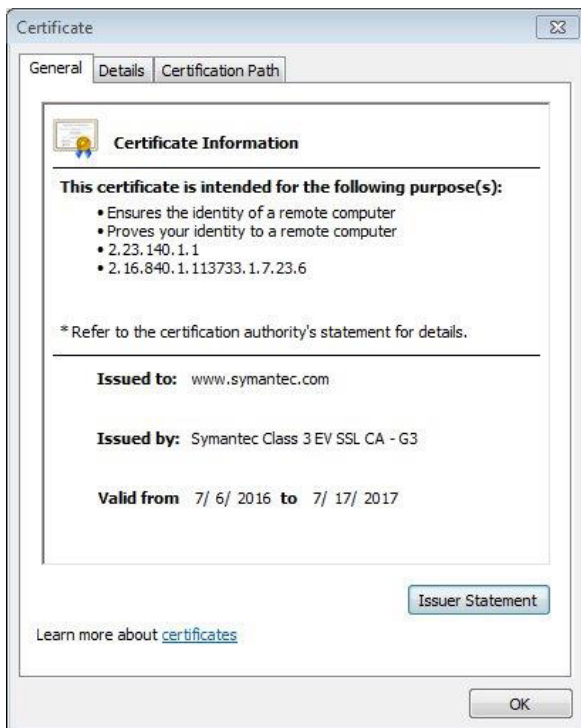 Certificate
General Details Certification Path
Certificate Information
This certificate is intended for the following purpose(s):
• Ensures the identity of a remote computer
• Proves your identity to a remote computer
• 2.23.140.1.1
• 2.16.840.1.113733.1.7.23.6
* Refer to the certification authority's statement for details.
Issued to: www.symantec.com
Issued by: Symantec Class 3 EV SSL CA - G3
Valid from 7/ 6/ 2016 to 7/ 17/ 2017
Issuer Statement
Learn more about certificates
OK